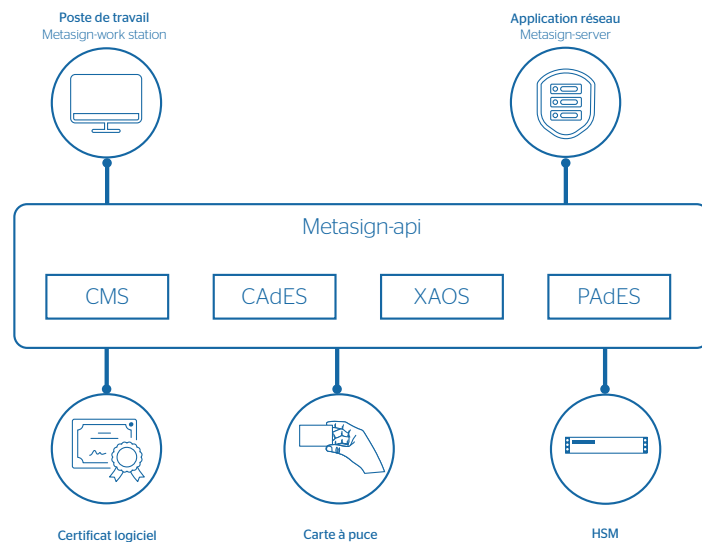 Poste de travail
Metasign-work station
Application réseau
Metasign-server
Metasign-api
CMS
CAdES
XAOS
PAdES
Certificat logiciel
Carte à puce
HSM